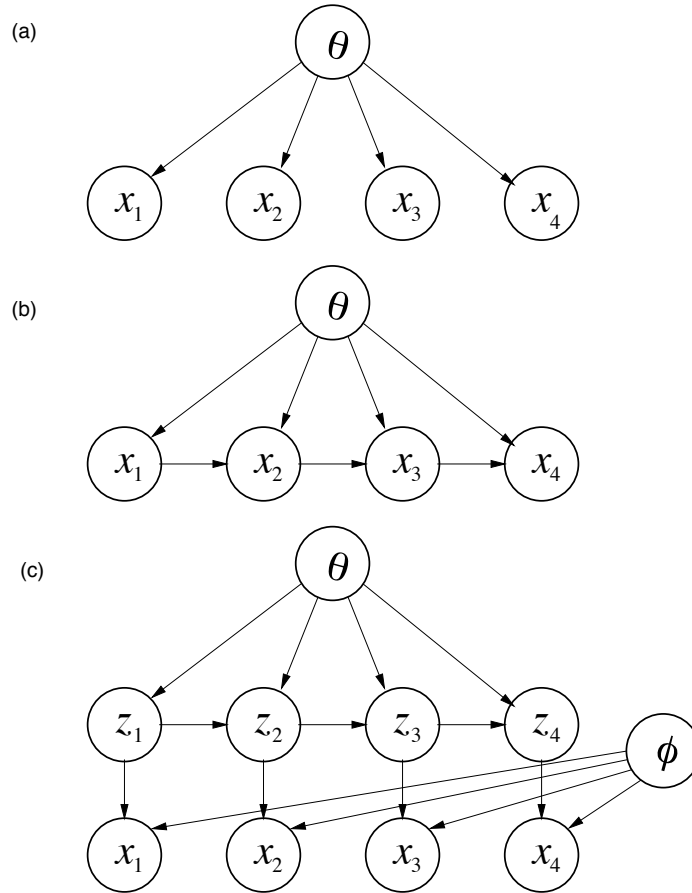 (a)
θ
x₁ x₂ x₃ x₄
(b)
θ
x₁ x₂ x₃ x₄
(c)
θ
z₁ z₂ z₃ z₄
ϕ
x₁ x₂ x₃ x₄